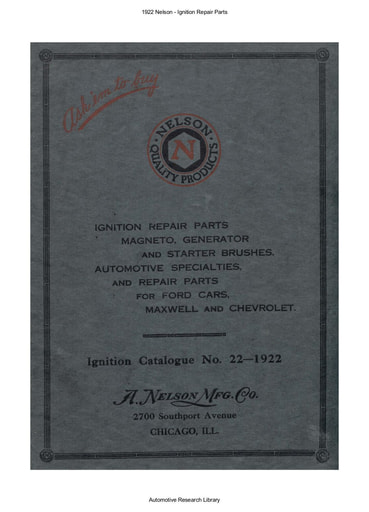 1922 Nelson - Ignition Repair Parts
Ask im to buy
NELSON
N
QUALITY PRODUCTS
IGNITION REPAIR PARTS
MAGNETO, GENERATOR
AND STARTER BRUSHES.
AUTOMOTIVE SPECIALTIES,
AND REPAIR PARTS
FOR FORD CARS,
MAXWELL AND CHEVROLET.
Ignition Catalogue No. 22—1922
A. NELSON MFG. CO.
2700 Southport Avenue
CHICAGO, ILL.
Automotive Research Library